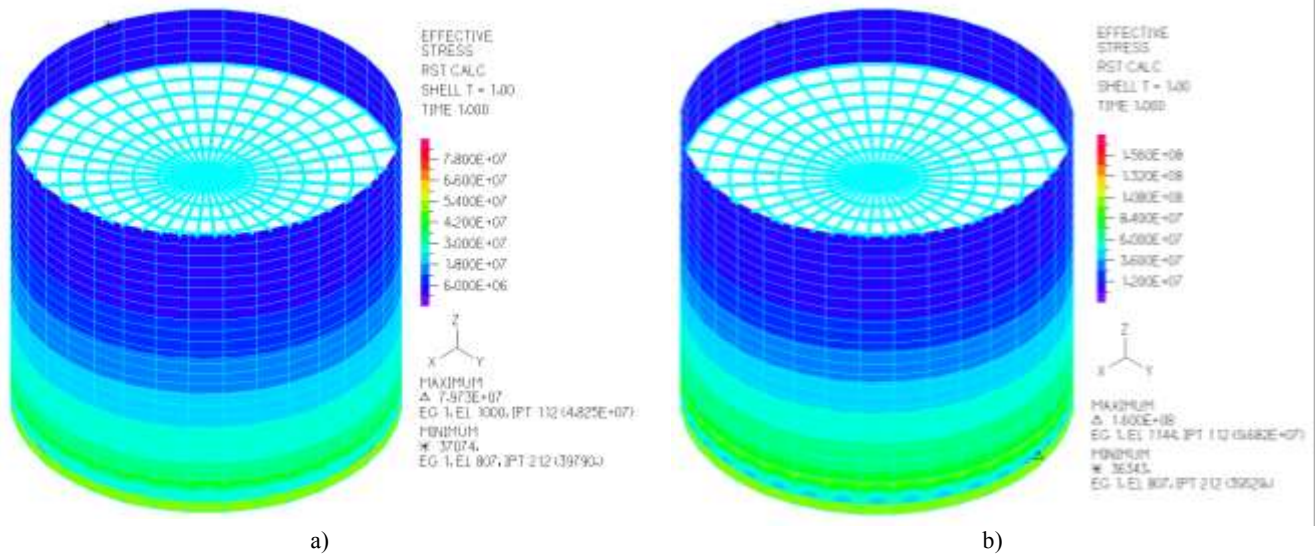 EFFECTIVE
STRESS
RST CALC
SHELL T = 1.00
TIME 1.000
7.800E+07
6.600E+07
5.400E+07
4.200E+07
3.000E+07
1.800E+07
6.000E+06
Z
X Y
MAXIMUM
Δ 7.973E+07
EG 1, EL 1000, IPT 112 (4.825E+07)
MINIMUM
✳ 37074.
EG 1, EL 807, IPT 212 (39790.)
a)
EFFECTIVE
STRESS
RST CALC
SHELL T = 1.00
TIME 1.000
1.560E+08
1.320E+08
1.080E+08
8.400E+07
6.000E+07
3.600E+07
1.200E+07
Z
X Y
MAXIMUM
Δ 1.600E+08
EG 1, EL 1144, IPT 112 (9.682E+07)
MINIMUM
✳ 36343.
EG 1, EL 807, IPT 212
b)